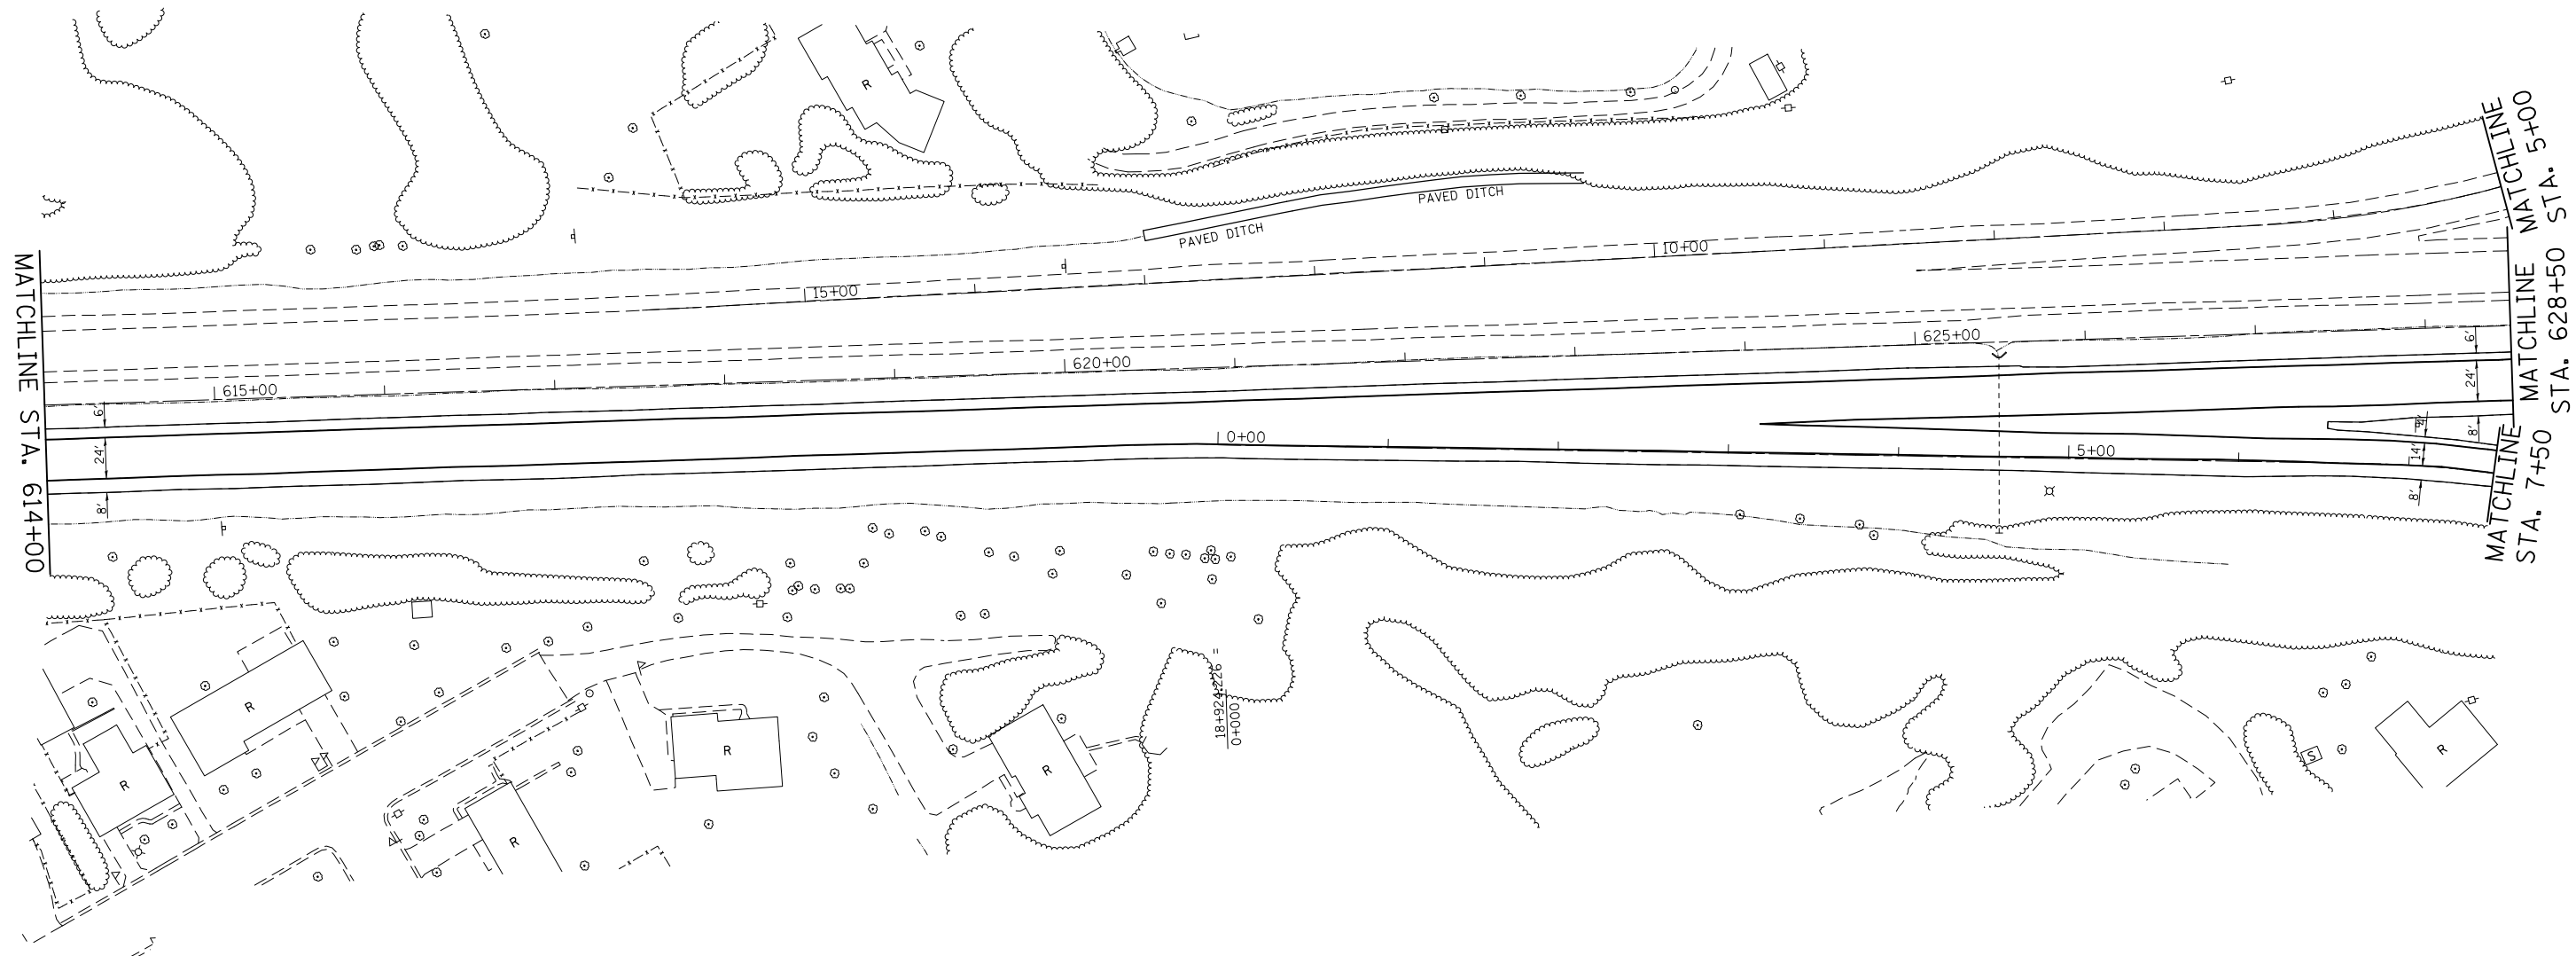 MATCHLINE STA. 614+00
R
PAVED DITCH
PAVED DITCH
MATCHLINE
STA. 5+00
MATCHLINE
STA. 628+50
MATCHLINE
STA. 7+50
10+00
15+00
615+00
620+00
625+00
0+00
5+00
6'
24'
8'
6'
24'
8'
14'
8'
18+924.226 =
0+000
R
R
R
R
R
S
R